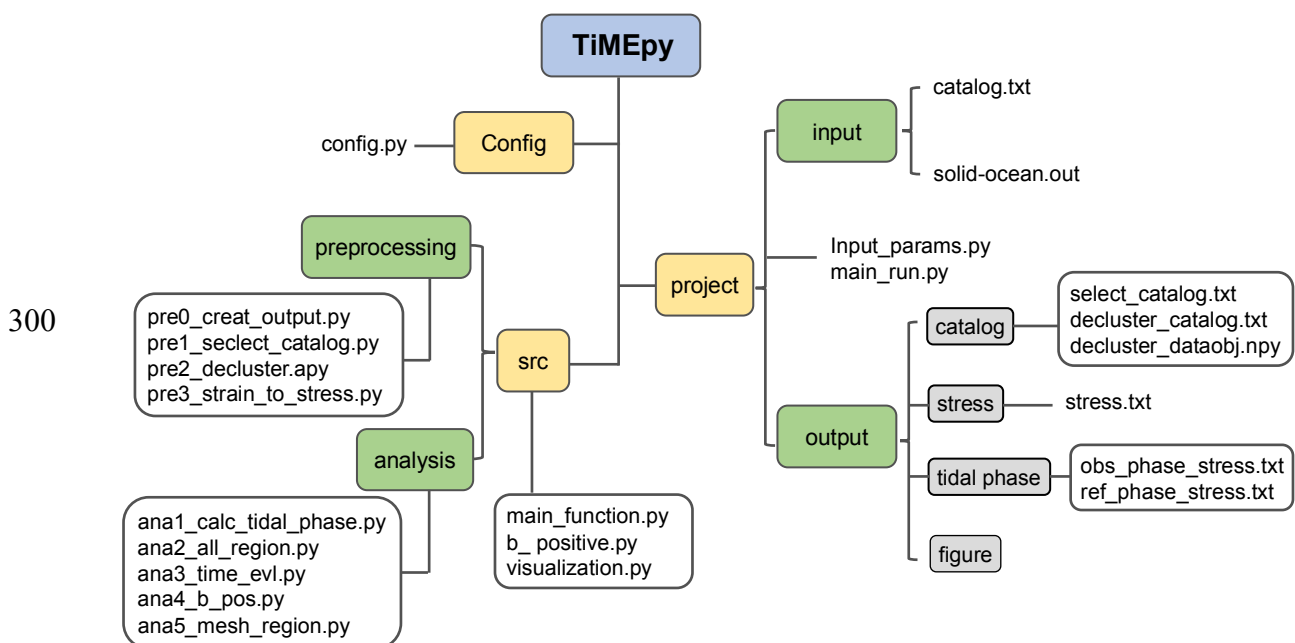 TiMEpy
config.py
Config
preprocessing
300
pre0_creat_output.py
pre1_seclect_catalog.py
pre2_decluster.apy
pre3_strain_to_stress.py
src
analysis
ana1_calc_tidal_phase.py
ana2_all_region.py
ana3_time_evl.py
ana4_b_pos.py
ana5_mesh_region.py
main_function.py
b_ positive.py
visualization.py
project
input
catalog.txt
solid-ocean.out
Input_params.py
main_run.py
output
catalog
select_catalog.txt
decluster_catalog.txt
decluster_dataobj.npy
stress
stress.txt
tidal phase
obs_phase_stress.txt
ref_phase_stress.txt
figure